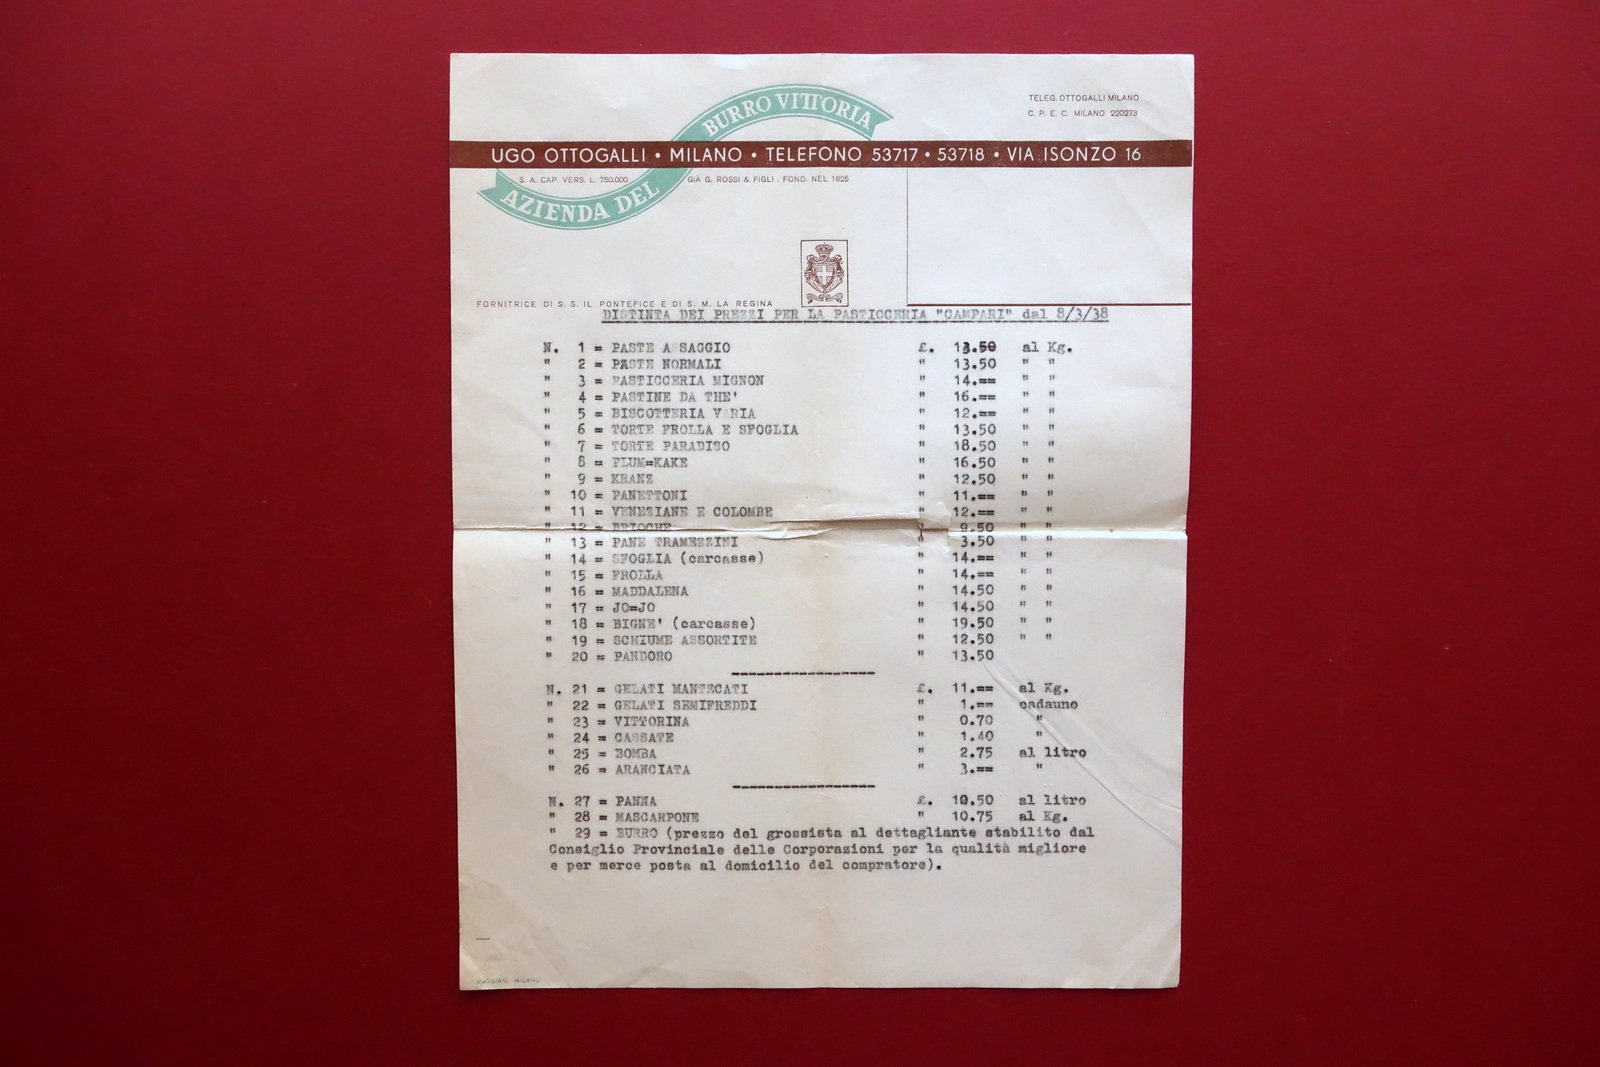 TELEG. OTTOGALLI MILANO
C. P. E. C. MILANO 220273
AZIENDA DEL BURRO VITTORIA
UGO OTTOGALLI • MILANO • TELEFONO 53717 • 53718 • VIA ISONZO 16
S. A. CAP. VERS. L. 750.000 GIÀ G. ROSSI & FIGLI . FOND. NEL 1825
FORNITRICE DI S. S. IL PONTEFICE E DI S. M. LA REGINA
DISTINTA DEI PREZZI PER LA PASTICCERIA "CAMPARI" dal 8/3/38
N. 1 = PASTE ASSAGGIO £. 13.50 al Kg.
" 2 = PASTE NORMALI " 13.50 " "
" 3 = PASTICCERIA MIGNON " 14.== " "
" 4 = PASTINE DA THE' " 16.== " "
" 5 = BISCOTTERIA VARIA " 12.== " "
" 6 = TORTE FROLLA E SFOGLIA " 13.50 " "
" 7 = TORTE PARADISO " 18.50 " "
" 8 = PLUM=KAKE " 16.50 " "
" 9 = KRANZ " 12.50 " "
" 10 = PANETTONI " 11.== " "
" 11 = VENEZIANE E COLOMBE " 12.== " "
" 12 = BRIOCHE " 9.50 " "
" 13 = PANE TRAMEZZINI " 3.50 " "
" 14 = SFOGLIA (carcasse) " 14.== " "
" 15 = FROLLA " 14.== " "
" 16 = MADDALENA " 14.50 " "
" 17 = JO=JO " 14.50 " "
" 18 = BIGNE' (carcasse) " 19.50 " "
" 19 = SCHIUME ASSORTITE " 12.50 " "
" 20 = PANDORO " 13.50
-----------------
N. 21 = GELATI MANTECATI £. 11.== al Kg.
" 22 = GELATI SEMIFREDDI " 1.== cadauno
" 23 = VITTORINA " 0.70 "
" 24 = CASSATE " 1.40 "
" 25 = BOMBA " 2.75 al litro
" 26 = ARANCIATA " 3.== "
-----------------
N. 27 = PANNA £. 10.50 al litro
" 28 = MASCARPONE " 10.75 al Kg.
" 29 = BURRO (prezzo del grossista al dettagliante stabilito dal
Consiglio Provinciale delle Corporazioni per la qualità migliore
e per merce posta al domicilio del compratore).
MILANO